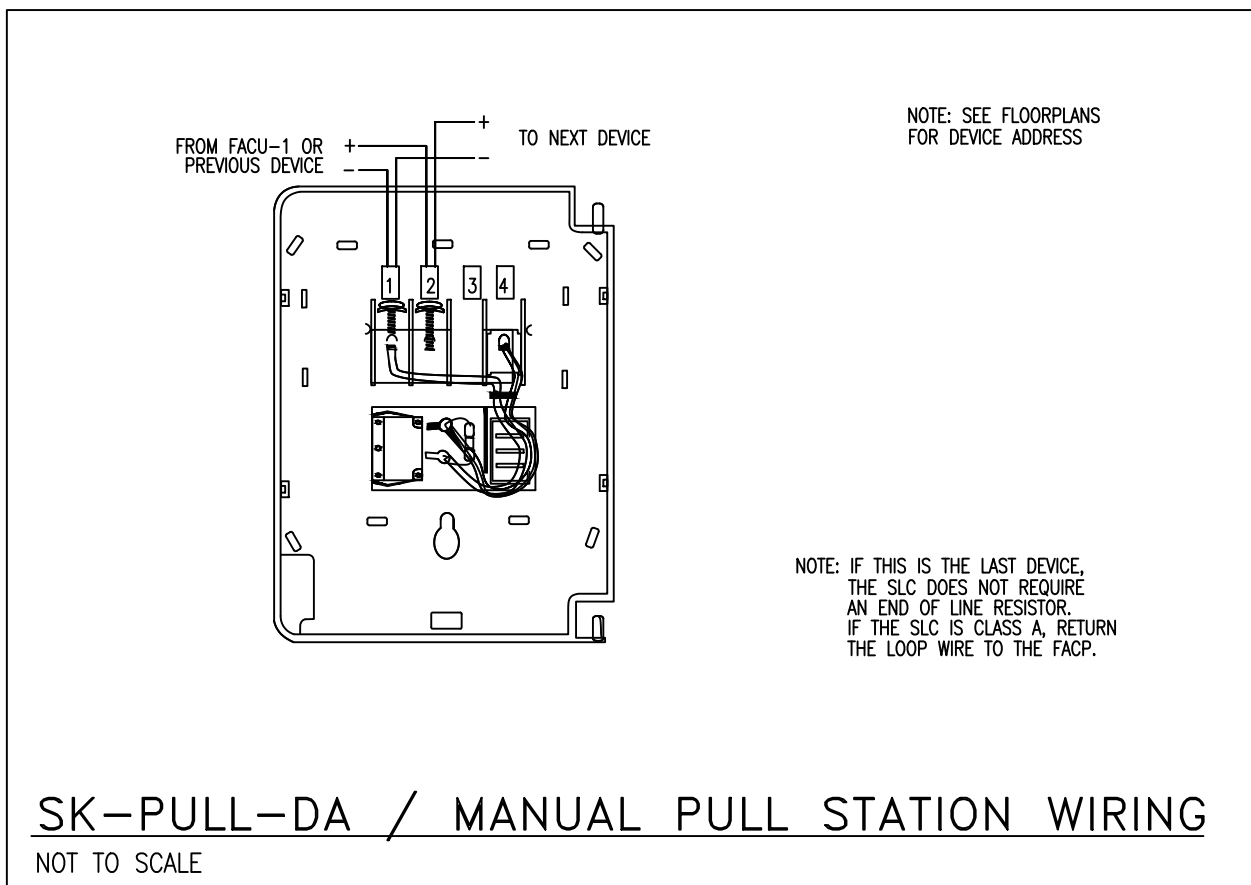 NOTE: SEE FLOORPLANS
FOR DEVICE ADDRESS
FROM FACU-1 OR +
PREVIOUS DEVICE -
+ TO NEXT DEVICE
-
1 2 3 4
NOTE: IF THIS IS THE LAST DEVICE,
THE SLC DOES NOT REQUIRE
AN END OF LINE RESISTOR.
IF THE SLC IS CLASS A, RETURN
THE LOOP WIRE TO THE FACP.
SK-PULL-DA / MANUAL PULL STATION WIRING
NOT TO SCALE